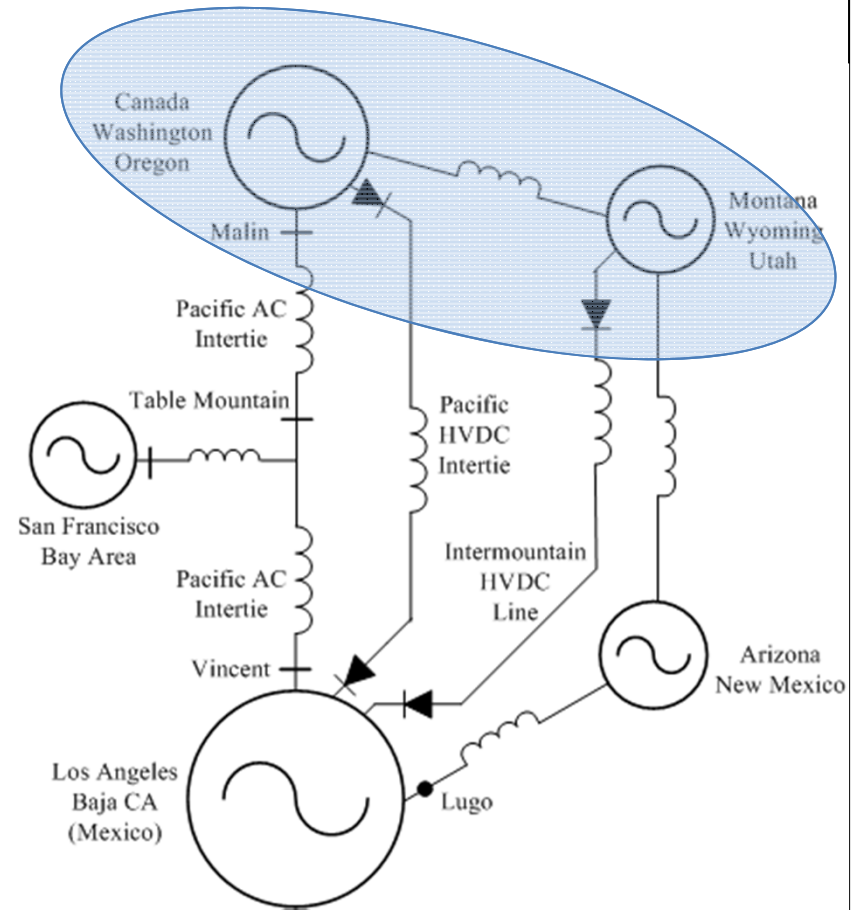 Canada
Washington
Oregon
Montana
Wyoming
Utah
Malin
Pacific AC
Intertie
Table Mountain
Pacific
HVDC
Intertie
San Francisco
Bay Area
Intermountain
HVDC
Line
Pacific AC
Intertie
Vincent
Arizona
New Mexico
Los Angeles
Baja CA
(Mexico)
Lugo